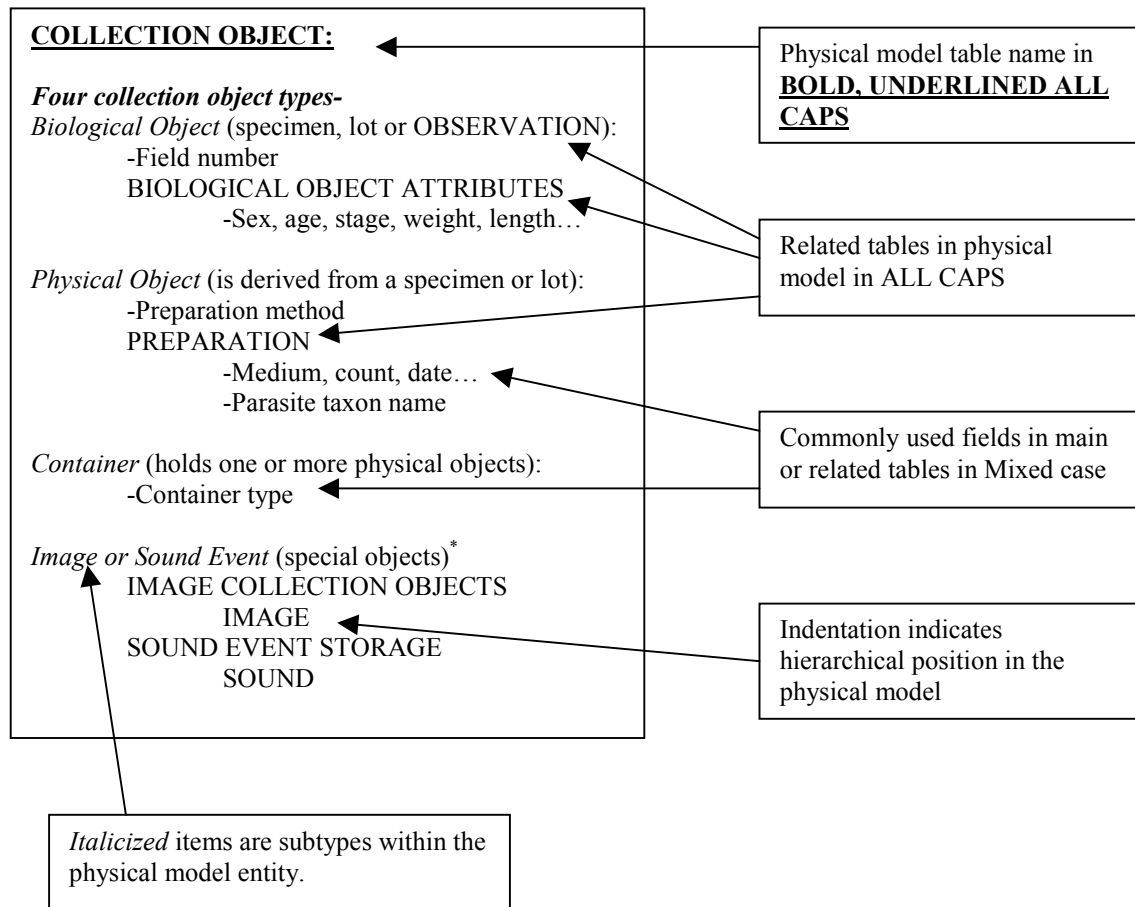 COLLECTION OBJECT:
Four collection object types-
Biological Object (specimen, lot or OBSERVATION):
-Field number
BIOLOGICAL OBJECT ATTRIBUTES
-Sex, age, stage, weight, length…
Physical Object (is derived from a specimen or lot):
-Preparation method
PREPARATION
-Medium, count, date…
-Parasite taxon name
Container (holds one or more physical objects):
-Container type
Image or Sound Event (special objects)*
IMAGE COLLECTION OBJECTS
IMAGE
SOUND EVENT STORAGE
SOUND
Physical model table name in
BOLD, UNDERLINED ALL
CAPS
Related tables in physical
model in ALL CAPS
Commonly used fields in main
or related tables in Mixed case
Indentation indicates
hierarchical position in the
physical model
Italicized items are subtypes within the
physical model entity.